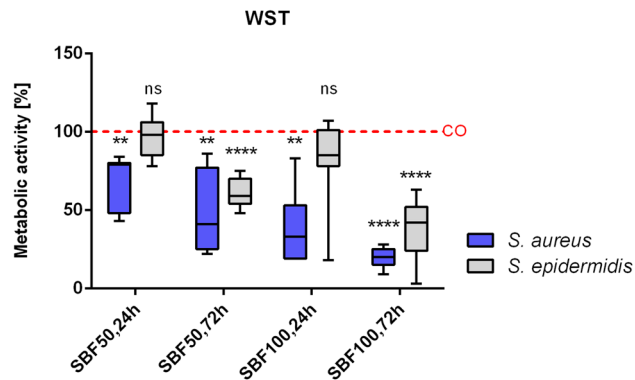 WST
Metabolic activity [%]
150
100
50
0
CO
**
ns
**
****
**
ns
****
****
SBF50,24h
SBF50,72h
SBF100,24h
SBF100,72h
S. aureus
S. epidermidis